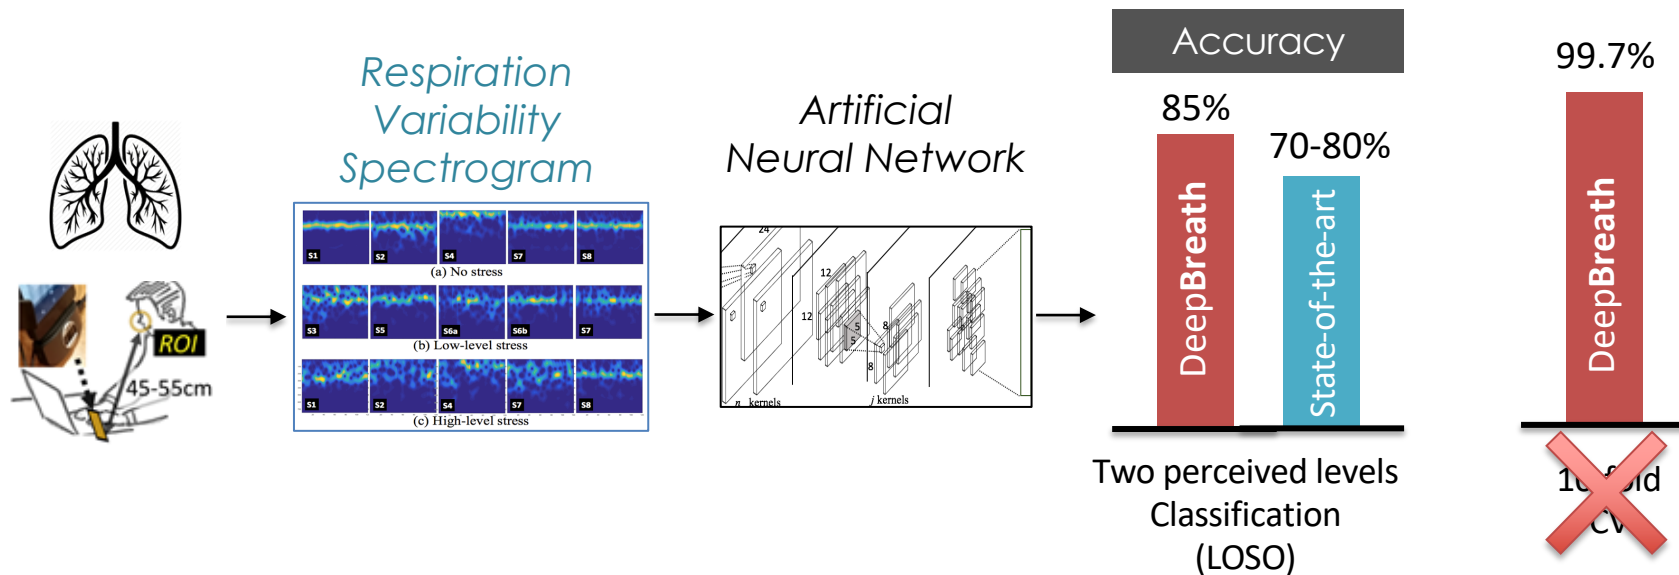 Respiration
Variability
Spectrogram
Artificial
Neural Network
Accuracy
85%
70-80%
99.7%
DeepBreath
State-of-the-art
DeepBreath
ROI
45-55cm
S1
S2
S4
S7
S8
(a) No stress
S3
S5
S6a
S6b
S7
(b) Low-level stress
S1
S2
S4
S7
S8
(c) High-level stress
24
12
12
5
5
8
8
n kernels
j kernels
Two perceived levels
Classification
(LOSO)
10-fold
CV